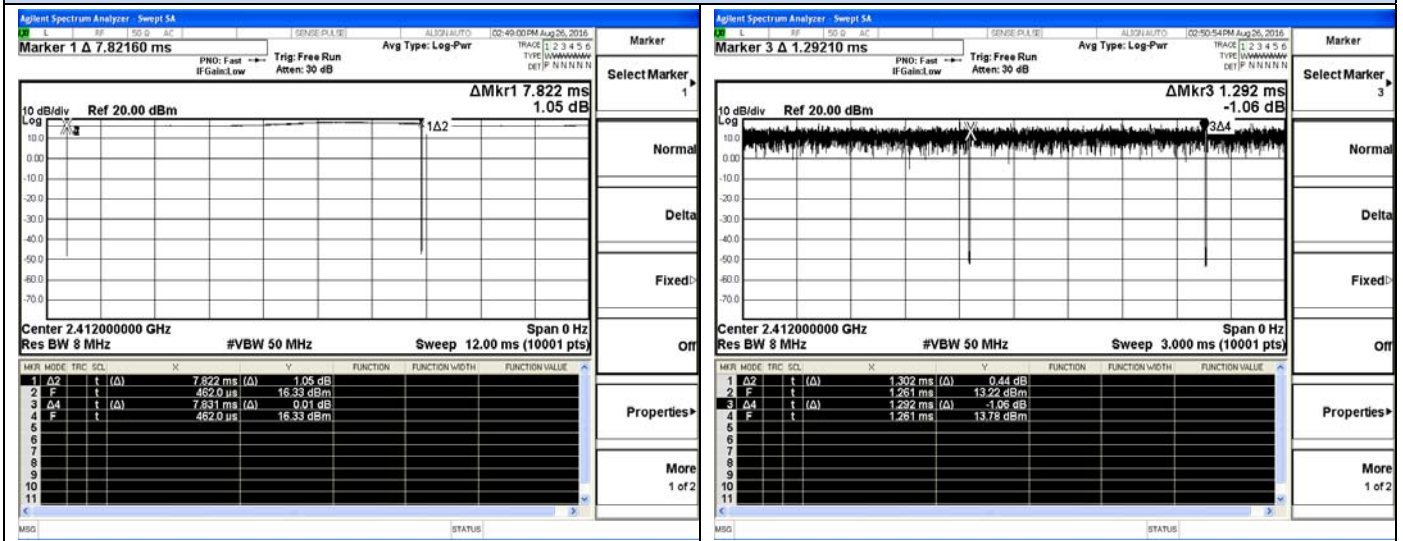 Agilent Spectrum Analyzer - Swept SA
L RF 50 Ω AC SENSE:PULSE ALIGNAUTO 02:49:00 PM Aug 26, 2016
Marker 1 Δ 7.82160 ms
PNO: Fast
IFGain:Low
Trig: Free Run
Atten: 30 dB
Avg Type: Log-Pwr
TRACE 1 2 3 4 5 6
TYPE
DET P N N N N N
ΔMkr1 7.822 ms
1.05 dB
10 dB/div Ref 20.00 dBm
Log
10.0
0.00
-10.0
-20.0
-30.0
-40.0
-50.0
-60.0
-70.0
1Δ2
Center 2.412000000 GHz Span 0 Hz
Res BW 8 MHz #VBW 50 MHz Sweep 12.00 ms (10001 pts)
MKR MODE TRC SCL X Y FUNCTION FUNCTION WIDTH FUNCTION VALUE
1 Δ2 t (Δ) 7.822 ms (Δ) 1.05 dB
2 F t 462.0 µs 16.33 dBm
3 Δ4 t (Δ) 7.831 ms (Δ) 0.01 dB
4 F t 462.0 µs 16.33 dBm
5
6
7
8
9
10
11
MSG STATUS
Marker
Select Marker
1
Normal
Delta
Fixed
Off
Properties
More
1 of 2
Agilent Spectrum Analyzer - Swept SA
L RF 50 Ω AC SENSE:PULSE ALIGNAUTO 02:50:54 PM Aug 26, 2016
Marker 3 Δ 1.29210 ms
PNO: Fast
IFGain:Low
Trig: Free Run
Atten: 30 dB
Avg Type: Log-Pwr
TRACE 1 2 3 4 5 6
TYPE
DET P N N N N N
ΔMkr3 1.292 ms
-1.06 dB
10 dB/div Ref 20.00 dBm
Log
10.0
0.00
-10.0
-20.0
-30.0
-40.0
-50.0
-60.0
-70.0
3Δ4
Center 2.412000000 GHz Span 0 Hz
Res BW 8 MHz #VBW 50 MHz Sweep 3.000 ms (10001 pts)
MKR MODE TRC SCL X Y FUNCTION FUNCTION WIDTH FUNCTION VALUE
1 Δ2 t (Δ) 1.302 ms (Δ) 0.44 dB
2 F t 1.261 ms 13.22 dBm
3 Δ4 t (Δ) 1.292 ms (Δ) -1.06 dB
4 F t 1.261 ms 13.78 dBm
5
6
7
8
9
10
11
MSG STATUS
Marker
Select Marker
3
Normal
Delta
Fixed
Off
Properties
More
1 of 2